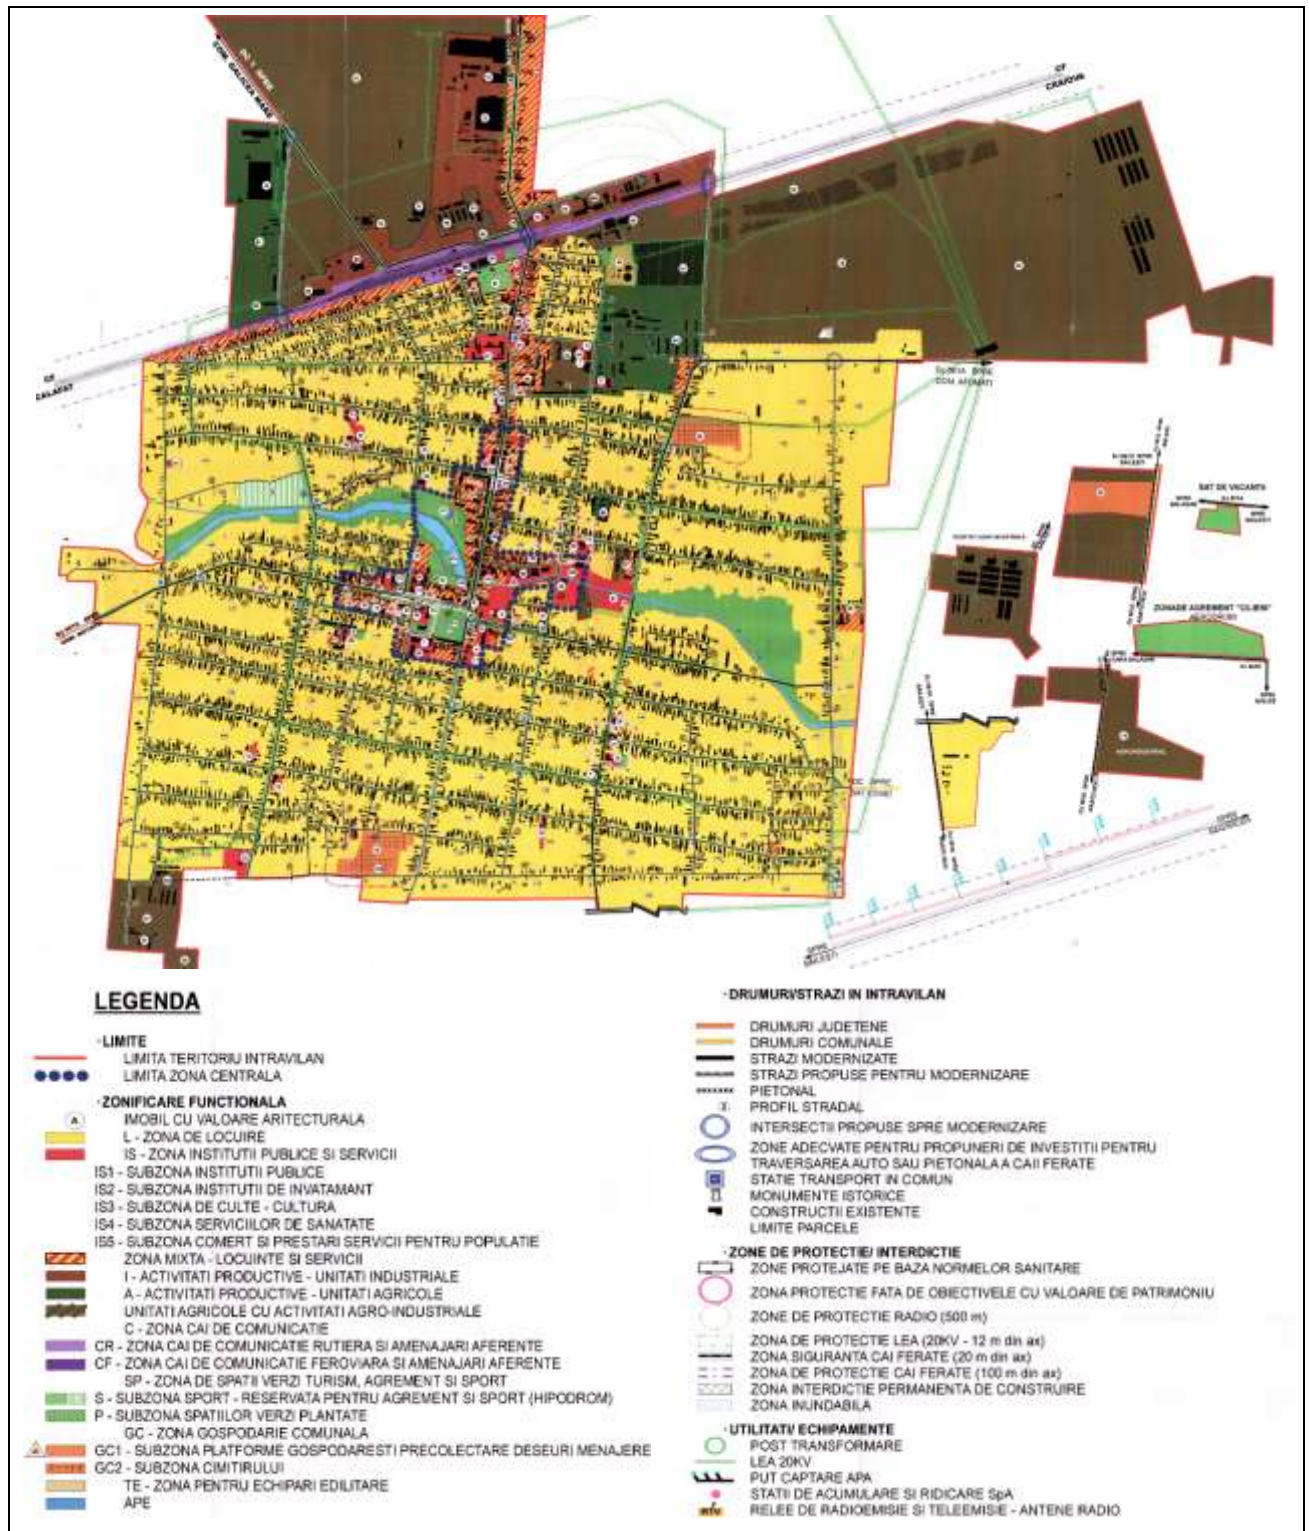 CF
CRAIOVA
COM. GALICEA MARE
CF
CALAFAT
COM. AFUMATI
SAT DE VACANTA
ZONA DE AGREMENT "CILIENI"
LEGENDA
·LIMITE
LIMITA TERITORIU INTRAVILAN
LIMITA ZONA CENTRALA
·ZONIFICARE FUNCTIONALA
A IMOBIL CU VALOARE ARITECTURALA
L - ZONA DE LOCUIRE
IS - ZONA INSTITUTII PUBLICE SI SERVICII
IS1 - SUBZONA INSTITUTII PUBLICE
IS2 - SUBZONA INSTITUTII DE INVATAMANT
IS3 - SUBZONA DE CULTE - CULTURA
IS4 - SUBZONA SERVICIILOR DE SANATATE
IS5 - SUBZONA COMERT SI PRESTARI SERVICII PENTRU POPULATIE
ZONA MIXTA - LOCUINTE SI SERVICII
I - ACTIVITATI PRODUCTIVE - UNITATI INDUSTRIALE
A - ACTIVITATI PRODUCTIVE - UNITATI AGRICOLE
UNITATI AGRICOLE CU ACTIVITATI AGRO-INDUSTRIALE
C - ZONA CAI DE COMUNICATIE
CR - ZONA CAI DE COMUNICATIE RUTIERA SI AMENAJARI AFERENTE
CF - ZONA CAI DE COMUNICATIE FEROVIARA SI AMENAJARI AFERENTE
SP - ZONA DE SPATII VERZI TURISM, AGREMENT SI SPORT
S - SUBZONA SPORT - RESERVATA PENTRU AGREMENT SI SPORT (HIPODROM)
P - SUBZONA SPATIILOR VERZI PLANTATE
GC - ZONA GOSPODARIE COMUNALA
GC1 - SUBZONA PLATFORME GOSPODARESTI PRECOLECTARE DESEURI MENAJERE
GC2 - SUBZONA CIMITIRULUI
TE - ZONA PENTRU ECHIPARI EDILITARE
APE
·DRUMURI/STRAZI IN INTRAVILAN
DRUMURI JUDETENE
DRUMURI COMUNALE
STRAZI MODERNIZATE
STRAZI PROPUSE PENTRU MODERNIZARE
PIETONAL
PROFIL STRADAL
INTERSECTII PROPUSE SPRE MODERNIZARE
ZONE ADECVATE PENTRU PROPUNERI DE INVESTITII PENTRU
TRAVERSAREA AUTO SAU PIETONALA A CAII FERATE
STATIE TRANSPORT IN COMUN
MONUMENTE ISTORICE
CONSTRUCTII EXISTENTE
LIMITE PARCELE
·ZONE DE PROTECTIE/ INTERDICTIE
ZONE PROTEJATE PE BAZA NORMELOR SANITARE
ZONA PROTECTIE FATA DE OBIECTIVELE CU VALOARE DE PATRIMONIU
ZONE DE PROTECTIE RADIO (500 m)
ZONA DE PROTECTIE LEA (20KV - 12 m din ax)
ZONA SIGURANTA CAI FERATE (20 m din ax)
ZONA DE PROTECTIE CAI FERATE (100 m din ax)
ZONA INTERDICTIE PERMANENTA DE CONSTRUIRE
ZONA INUNDABILA
·UTILITATI/ ECHIPAMENTE
POST TRANSFORMARE
LEA 20KV
PUT CAPTARE APA
STATII DE ACUMULARE SI RIDICARE SpA
RTV RELEE DE RADIOEMISIE SI TELEEMISIE - ANTENE RADIO